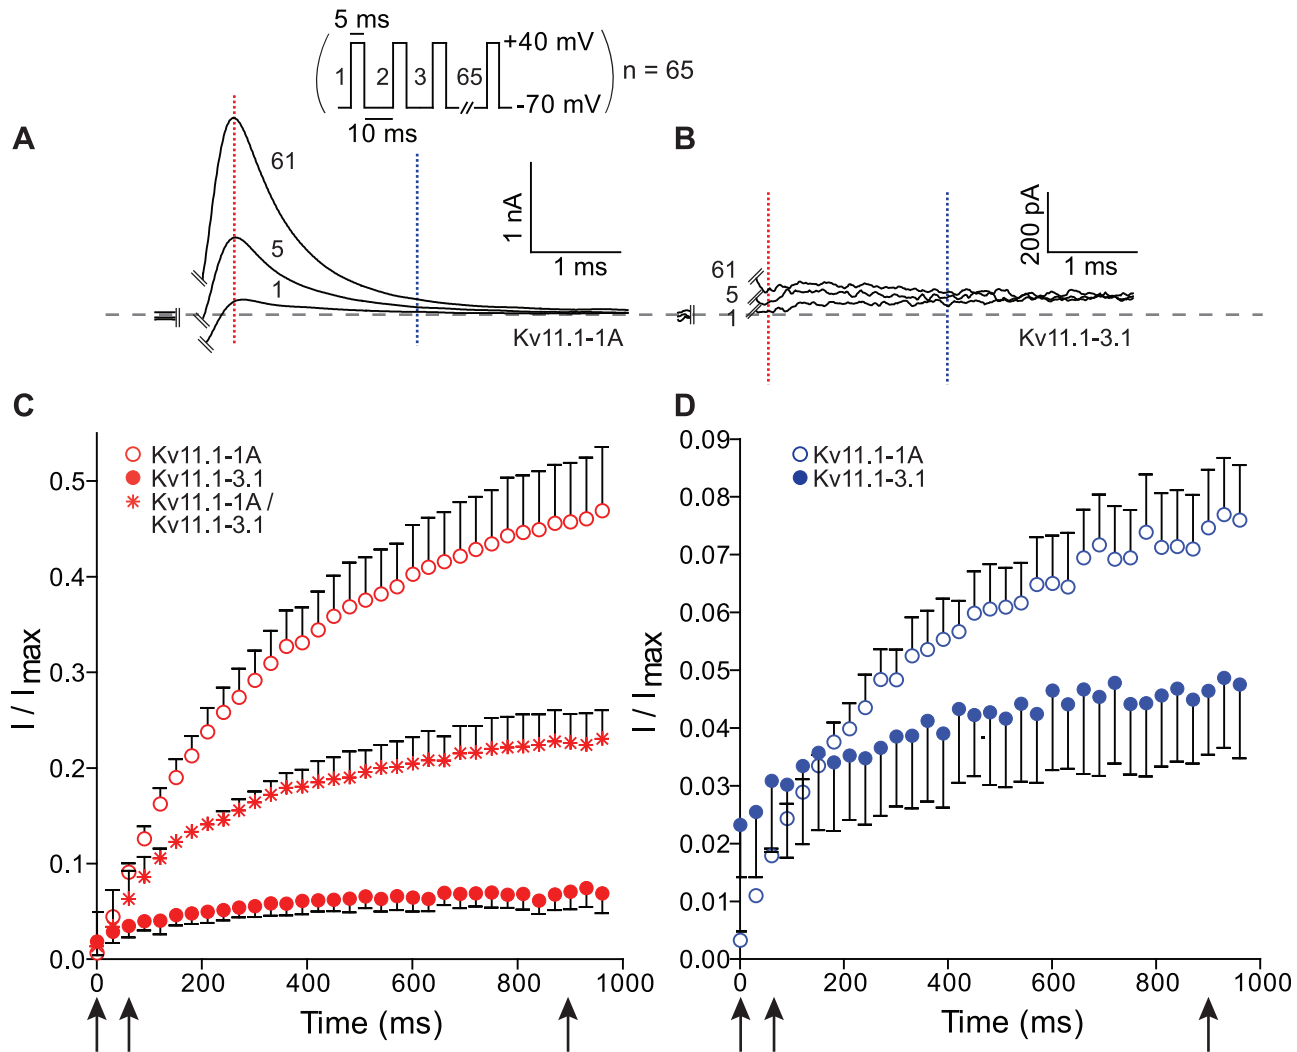 5 ms
+40 mV
1 2 3 65
n = 65
-70 mV
10 ms
A
61
5
1
1 nA
1 ms
Kv11.1-1A
B
200 pA
1 ms
61
5
1
Kv11.1-3.1
C
Kv11.1-1A
Kv11.1-3.1
Kv11.1-1A /
Kv11.1-3.1
0.5
0.4
0.3
0.2
0.1
0.0
I / Imax
0 200 400 600 800 1000
Time (ms)
D
Kv11.1-1A
Kv11.1-3.1
0.09
0.08
0.07
0.06
0.05
0.04
0.03
0.02
0.01
0.00
I / Imax
0 200 400 600 800 1000
Time (ms)